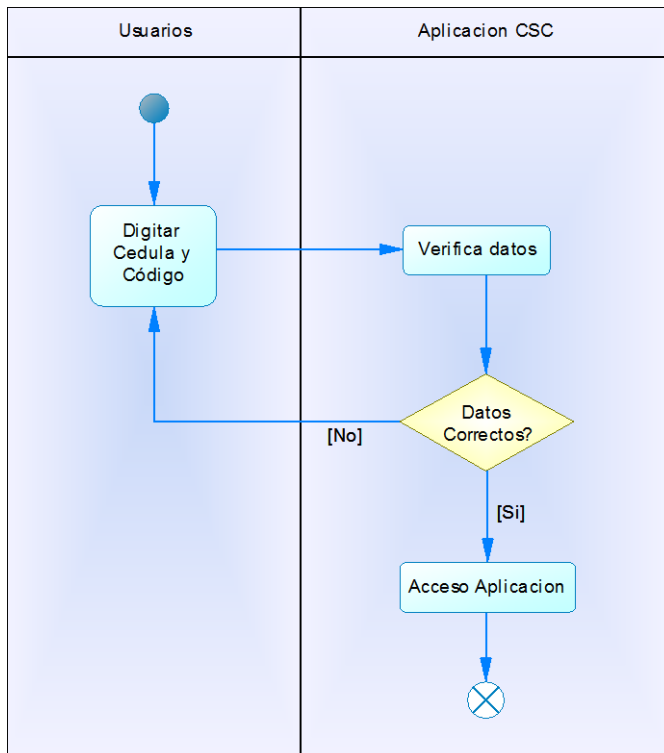 Usuarios
Aplicacion CSC
Digitar
Cedula y
Código
Verifica datos
Datos
Correctos?
[No]
[Si]
Acceso Aplicacion